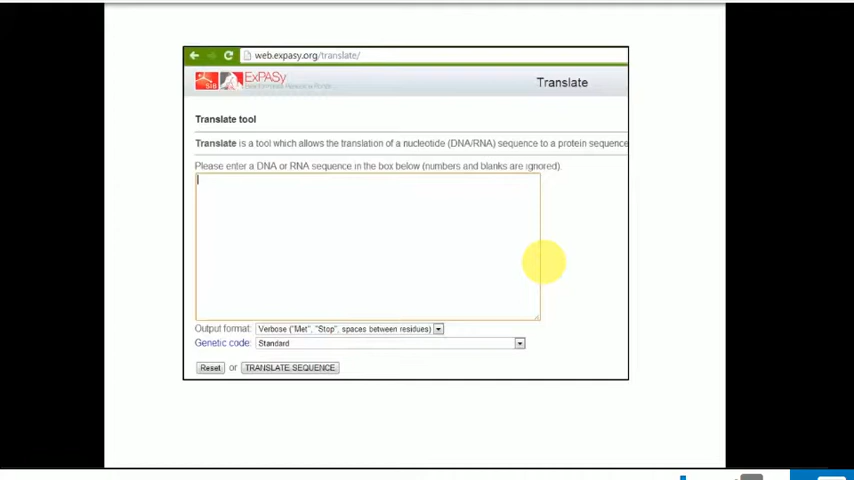 web.expasy.org/translate/
ExPASy
Translate
Translate tool
Translate is a tool which allows the translation of a nucleotide (DNA/RNA) sequence to a protein sequence
Please enter a DNA or RNA sequence in the box below (numbers and blanks are ignored).
Output format: Verbose ("Met", "Stop", spaces between residues)
Genetic code: Standard
Reset or TRANSLATE SEQUENCE